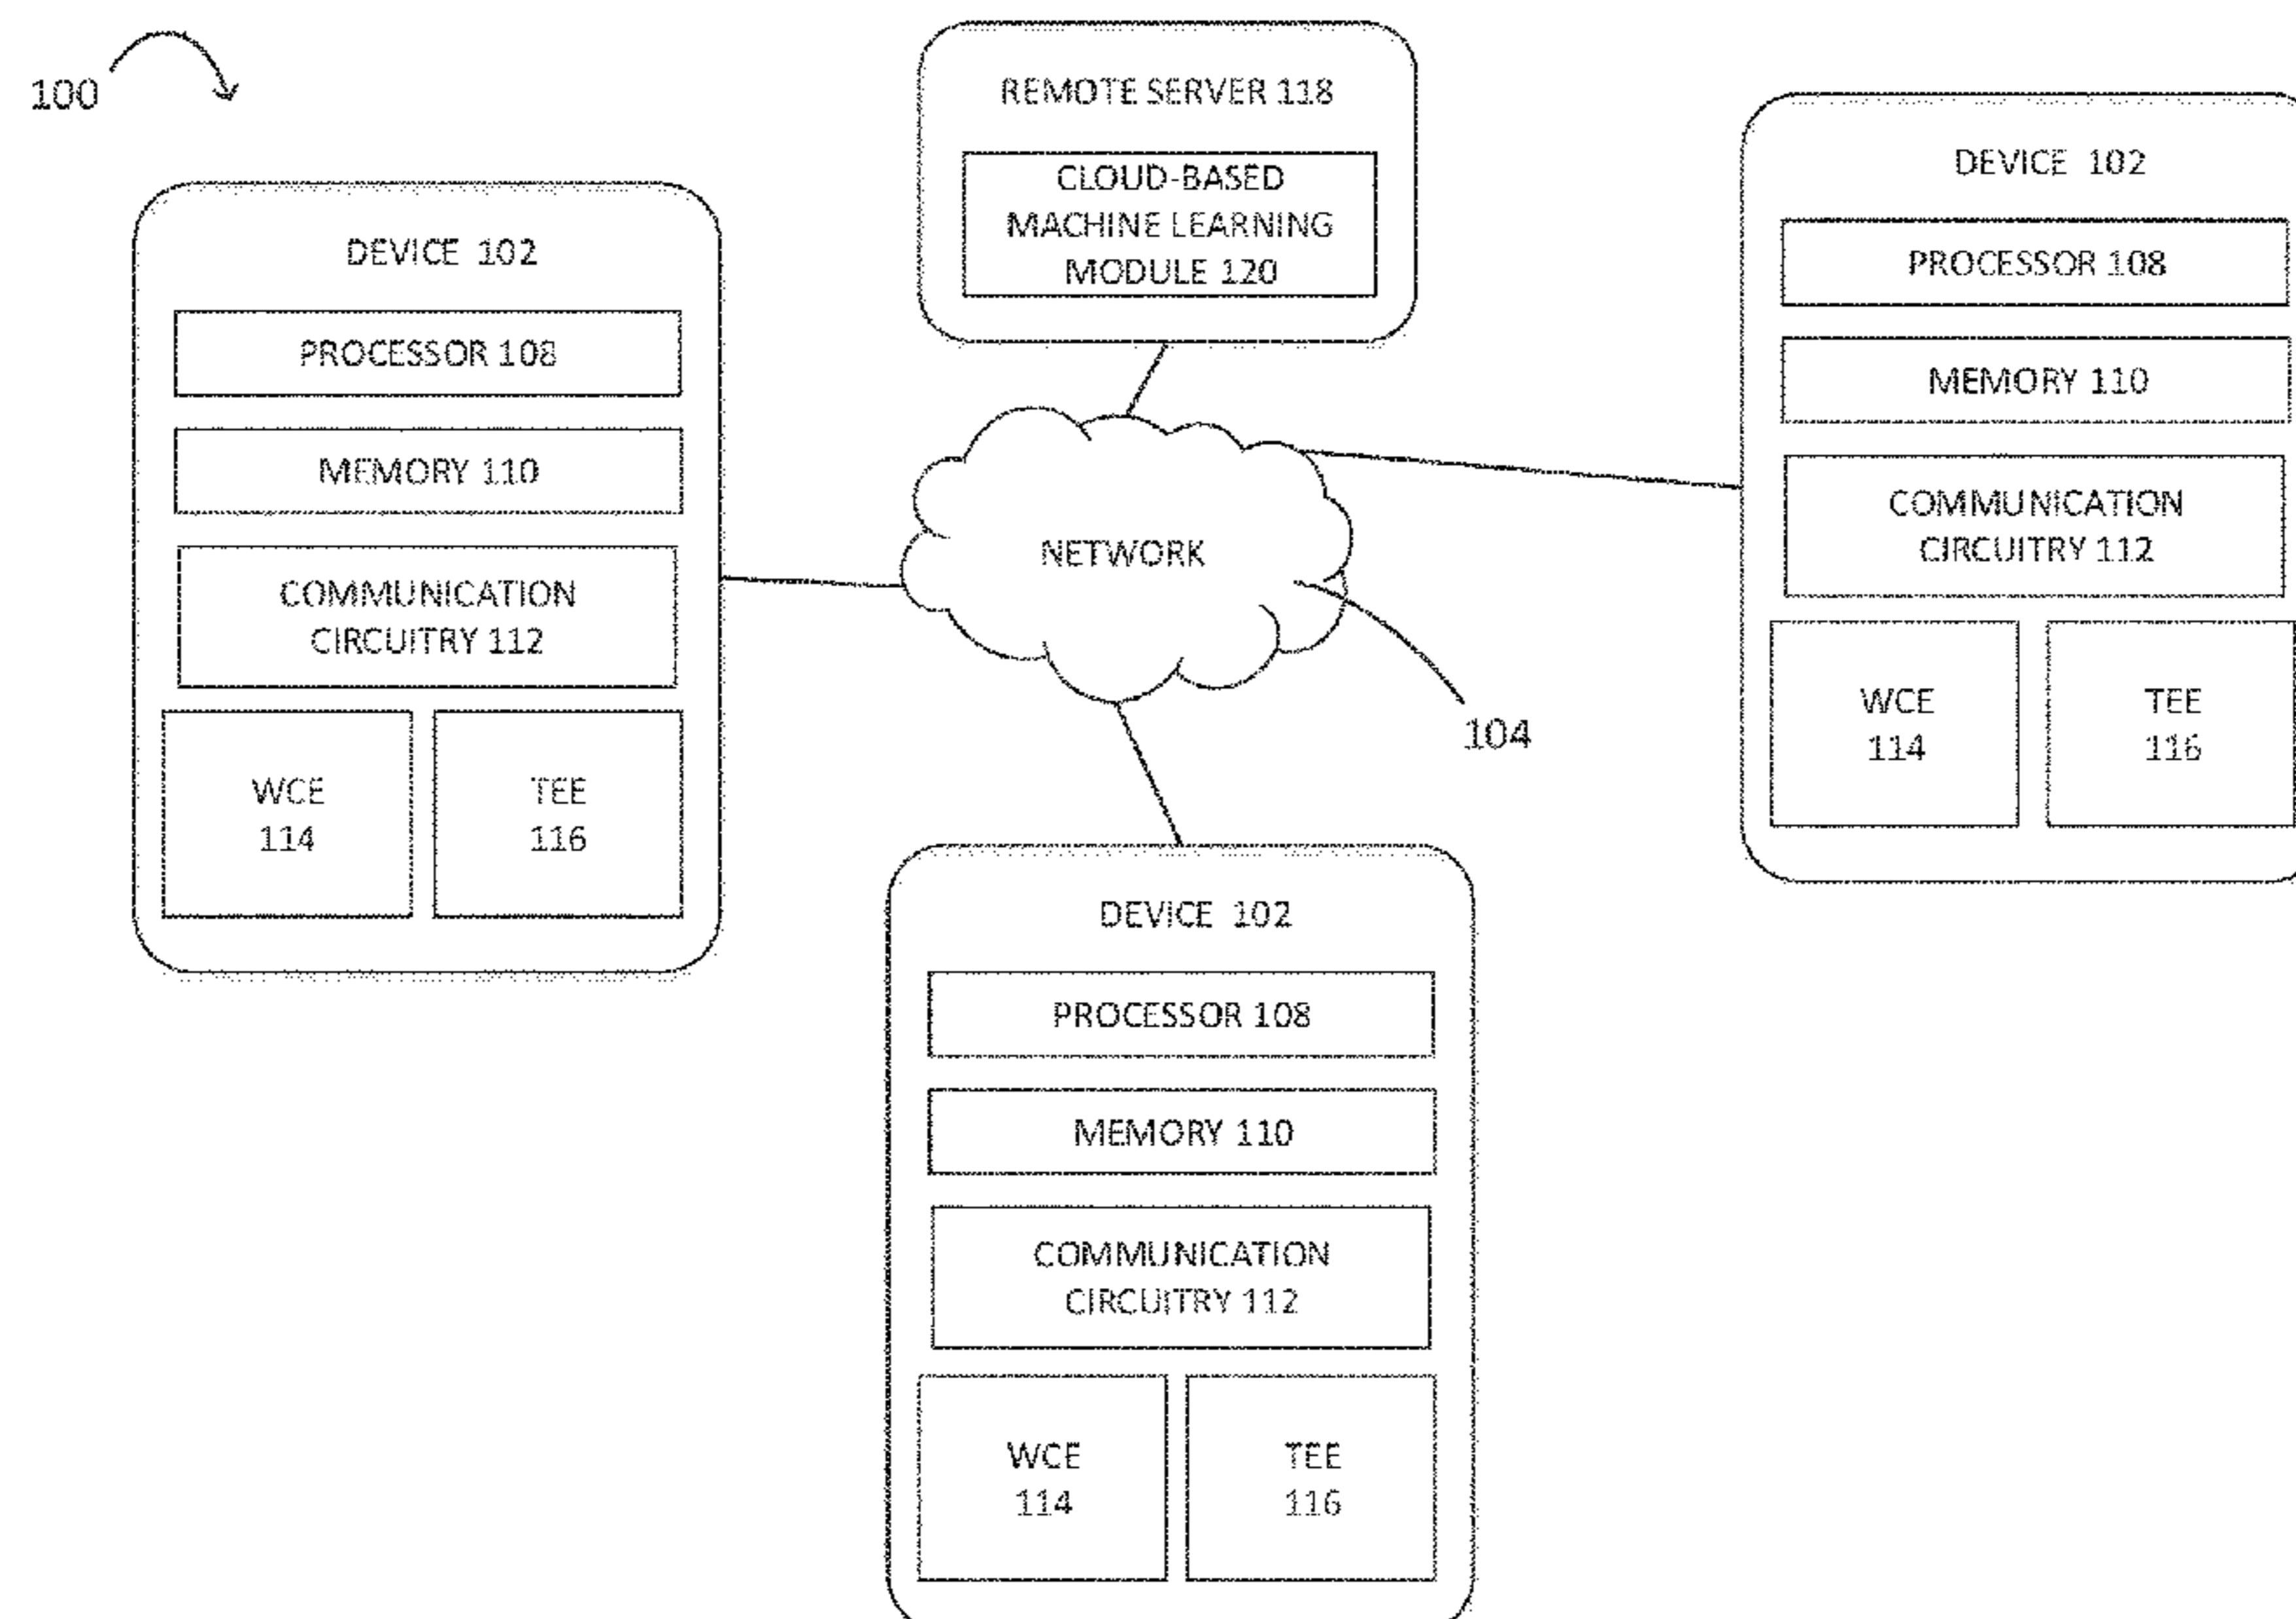 100
REMOTE SERVER 118
CLOUD-BASED
MACHINE LEARNING
MODULE 120
DEVICE 102
PROCESSOR 108
MEMORY 110
COMMUNICATION
CIRCUITRY 112
WCE
114
TEE
116
NETWORK
104
DEVICE 102
PROCESSOR 108
MEMORY 110
COMMUNICATION
CIRCUITRY 112
WCE
114
TEE
116
DEVICE 102
PROCESSOR 108
MEMORY 110
COMMUNICATION
CIRCUITRY 112
WCE
114
TEE
116